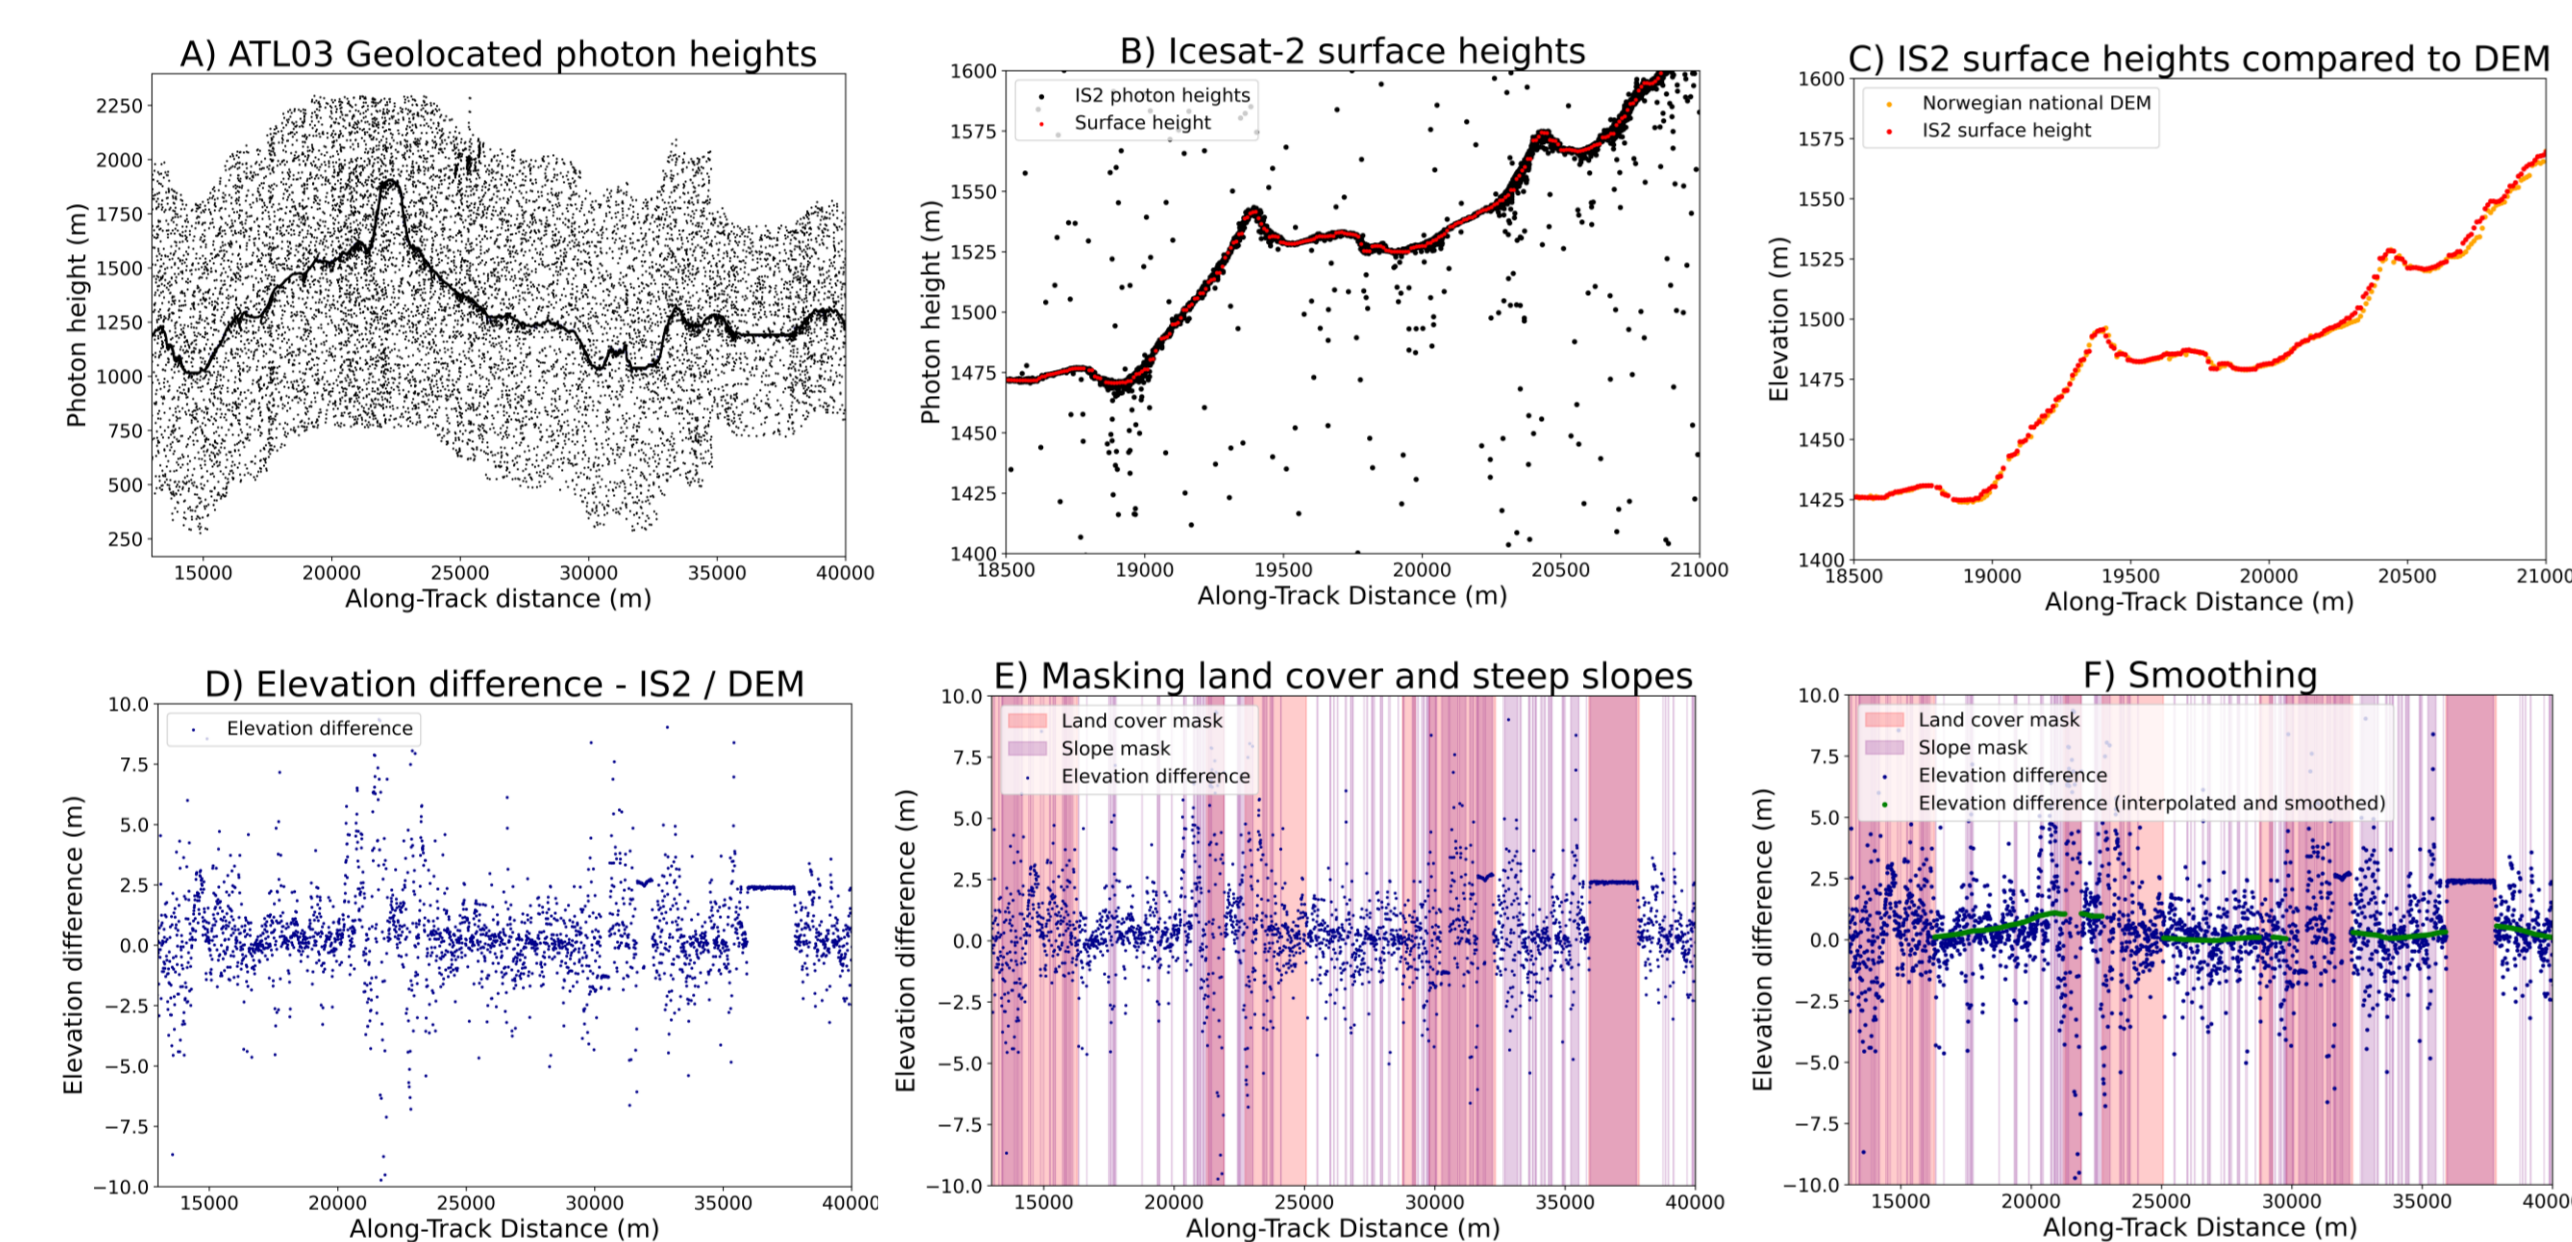 A) ATL03 Geolocated photon heights
Photon height (m)
2250
2000
1750
1500
1250
1000
750
500
250
15000 20000 25000 30000 35000 40000
Along-Track distance (m)
B) Icesat-2 surface heights
IS2 photon heights
Surface height
Photon height (m)
1600
1575
1550
1525
1500
1475
1450
1425
1400
18500 19000 19500 20000 20500 21000
Along-Track Distance (m)
C) IS2 surface heights compared to DEM
Norwegian national DEM
IS2 surface height
Elevation (m)
1600
1575
1550
1525
1500
1475
1450
1425
1400
18500 19000 19500 20000 20500 21000
Along-Track Distance (m)
D) Elevation difference - IS2 / DEM
Elevation difference
Elevation difference (m)
10.0
7.5
5.0
2.5
0.0
−2.5
−5.0
−7.5
−10.0
15000 20000 25000 30000 35000 40000
Along-Track Distance (m)
E) Masking land cover and steep slopes
Land cover mask
Slope mask
Elevation difference
Elevation difference (m)
10.0
7.5
5.0
2.5
0.0
−2.5
−5.0
−7.5
−10.0
15000 20000 25000 30000 35000 40000
Along-Track Distance (m)
F) Smoothing
Land cover mask
Slope mask
Elevation difference
Elevation difference (interpolated and smoothed)
Elevation difference (m)
10.0
7.5
5.0
2.5
0.0
−2.5
−5.0
−7.5
−10.0
15000 20000 25000 30000 35000 4000
Along-Track Distance (m)